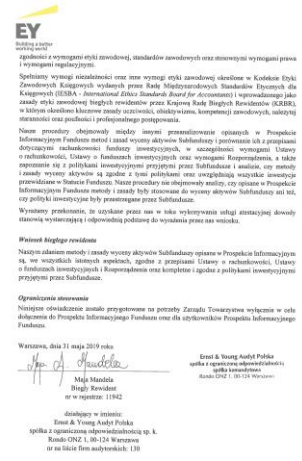 EY
Building a better
working world
zgodności z wymogami etyki zawodowej, standardów zawodowych oraz stosownymi wymogami prawa
i wymogami regulacyjnymi.
Spełniamy wymogi niezależności oraz inne wymogi etyki zawodowej określone w Kodeksie Etyki
Zawodowych Księgowych wydanych przez Radę Międzynarodowych Standardów Etycznych dla
Księgowych (IESBA - International Ethics Standards Board for Accountants) i wprowadzonego jako
zasady etyki zawodowej biegłych rewidentów przez Krajową Radę Biegłych Rewidentów (KRBR),
w którym określono kluczowe zasady uczciwości, obiektywizmu, kompetencji zawodowych, należytej
staranności oraz poufności i profesjonalnego postępowania.
Nasze procedury obejmowały między innymi przeanalizowanie opisanych w Prospekcie
Informacyjnym Funduszu metod i zasad wyceny aktywów Subfunduszu i porównanie ich z przepisami
dotyczącymi rachunkowości funduszy inwestycyjnych, w szczególności wymogami Ustawy
o rachunkowości, Ustawy o funduszach inwestycyjnych oraz wymogami Rozporządzenia, a także
zapoznanie się z politykami inwestycyjnymi przyjętymi przez Subfundusz i analizie, czy metody
i zasady wyceny aktywów są zgodne z tymi politykami oraz uwzględniają wszystkie inwestycje
przewidziane w Statucie Funduszu. Nasze procedury nie obejmowały analizy, czy opisane w Prospekcie
Informacyjnym Funduszu metody i zasady były stosowane do wyceny aktywów Subfunduszu ani też,
czy polityki inwestycyjne były przestrzegane przez Subfundusz.
Wyrażamy przekonanie, że uzyskane przez nas w toku wykonywania usługi atestacyjnej dowody
stanowią wystarczającą i odpowiednią podstawę do wyrażenia przez nas wniosku.
Wniosek biegłego rewidenta
Naszym zdaniem metody i zasady wyceny aktywów Subfunduszy opisane w Prospekcie Informacyjnym
są, we wszystkich istotnych aspektach, zgodne z przepisami Ustawy o rachunkowości, Ustawy
o funduszach inwestycyjnych i Rozporządzenia oraz kompletne i zgodne z politykami inwestycyjnymi
przyjętymi przez Subfundusze.
Ograniczenia stosowania
Niniejsze oświadczenie zostało przygotowane na potrzeby Zarządu Towarzystwa wyłącznie w celu
dołączenia do Prospektu Informacyjnego Funduszu oraz dla użytkowników Prospektu Informacyjnego
Funduszu.
Warszawa, dnia 31 maja 2019 roku
Maja Mandela
Biegły Rewident
nr w rejestrze: 11942
działający w imieniu:
Ernst & Young Audyt Polska
spółka z ograniczoną odpowiedzialnością sp. k.
Rondo ONZ 1, 00-124 Warszawa
nr na liście firm audytorskich: 130
Ernst & Young Audyt Polska
spółka z ograniczoną odpowiedzialnością
spółka komandytowa
Rondo ONZ 1, 00-124 Warszawa